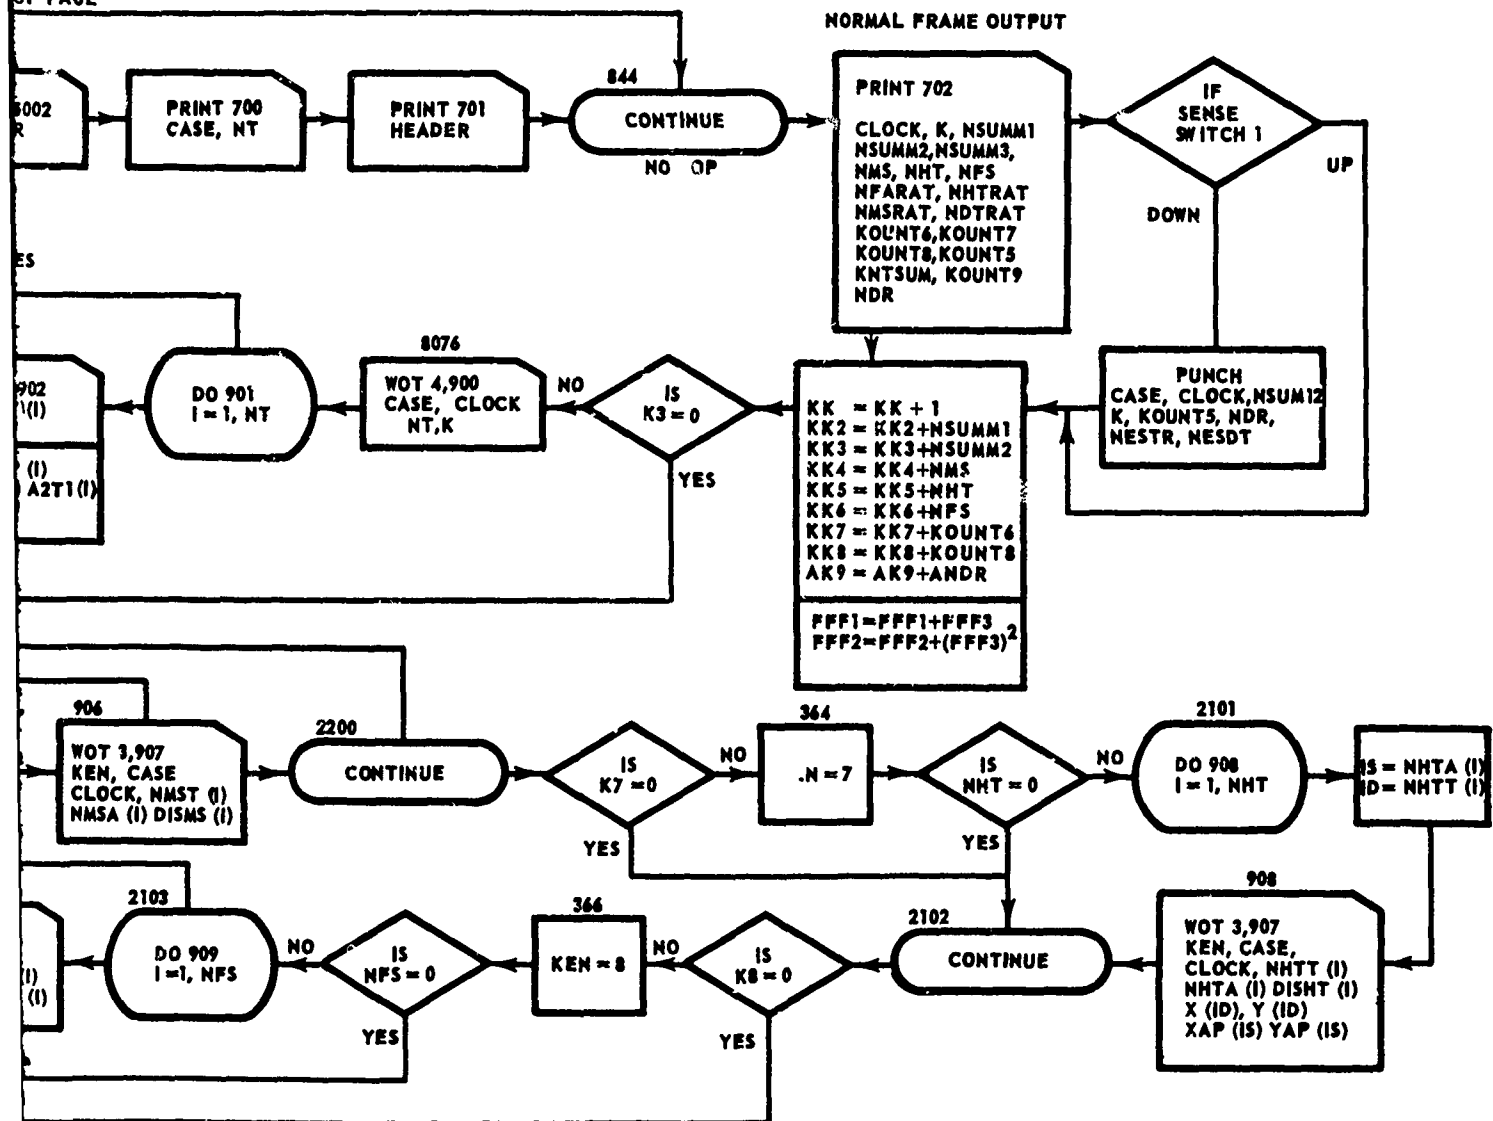 OF PAGE
NORMAL FRAME OUTPUT
5002
R
PRINT 700
CASE, NT
PRINT 701
HEADER
844
CONTINUE
NO OP
PRINT 702
CLOCK, K, NSUMM1
NSUMM2,NSUMM3,
NMS, NHT, NFS
NFARAT, NHTRAT
NMSRAT, NDTRAT
KOUNT6,KOUNT7
KOUNT8,KOUNT5
KNTSUM, KOUNT9
NDR
IF
SENSE
SWITCH 1
UP
DOWN
ES
902
(I)
(I)
A2T1(I)
DO 901
I = 1, NT
8076
WOT 4,900
CASE, CLOCK
NT,K
NO
IS
K3 = 0
YES
KK = KK + 1
KK2 = KK2+NSUMM1
KK3 = KK3+NSUMM2
KK4 = KK4+NMS
KK5 = KK5+NHT
KK6 = KK6+NFS
KK7 = KK7+KOUNT6
KK8 = KK8+KOUNT8
AK9 = AK9+ANDR
FFF1=FFF1+FFF3
FFF2=FFF2+(FFF3)²
PUNCH
CASE, CLOCK,NSUM12
K, KOUNT5, NDR,
NESTR, NESDT
906
WOT 3,907
KEN, CASE
CLOCK, NMST (I)
NMSA (I) DISMS (I)
2200
CONTINUE
IS
K7=0
NO
YES
364
.N = 7
IS
NHT = 0
NO
YES
2101
DO 908
I = 1, NHT
IS = NHTA (I)
ID = NHTT (I)
(I)
(I)
2103
DO 909
I =1, NFS
NO
IS
NFS = 0
YES
366
KEN = 8
NO
IS
K8 = 0
YES
2102
CONTINUE
908
WOT 3,907
KEN, CASE,
CLOCK, NHTT (I)
NHTA (I) DISHT (I)
X (ID), Y (ID)
XAP (IS) YAP (IS)